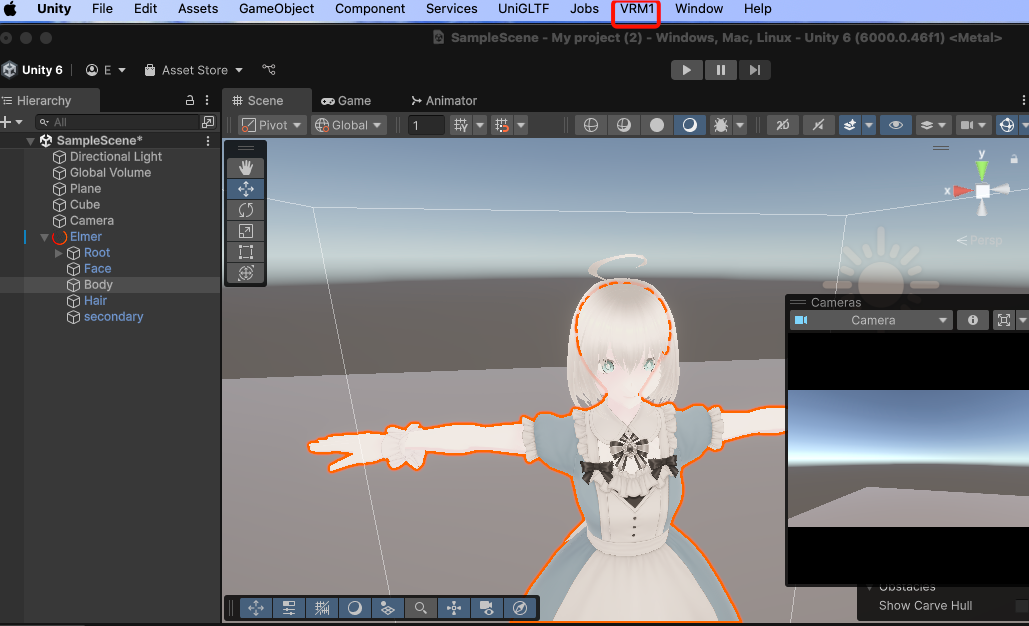 Unity File Edit Assets GameObject Component Services UniGLTF Jobs VRM1 Window Help
SampleScene - My project (2) - Windows, Mac, Linux - Unity 6 (6000.0.46f1) <Metal>
Unity 6 E Asset Store
Hierarchy Scene Game Animator
All Pivot Global 1 2D
SampleScene*
Directional Light
Global Volume
Plane
Cube
Camera
Elmer
Root
Face
Body
Hair
secondary
y
x
Persp
Cameras
Camera
Obstacles
Show Carve Hull